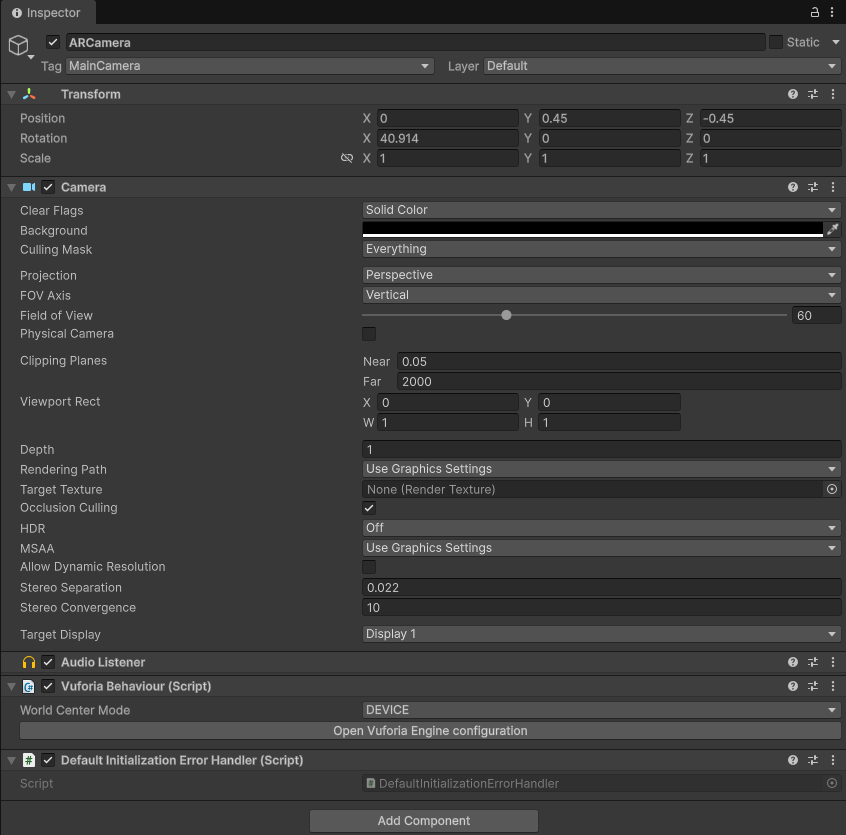 Inspector
ARCamera Static
Tag MainCamera Layer Default
Transform
Position X 0 Y 0.45 Z -0.45
Rotation X 40.914 Y 0 Z 0
Scale X 1 Y 1 Z 1
Camera
Clear Flags Solid Color
Background
Culling Mask Everything
Projection Perspective
FOV Axis Vertical
Field of View 60
Physical Camera
Clipping Planes Near 0.05
Far 2000
Viewport Rect X 0 Y 0
W 1 H 1
Depth 1
Rendering Path Use Graphics Settings
Target Texture None (Render Texture)
Occlusion Culling
HDR Off
MSAA Use Graphics Settings
Allow Dynamic Resolution
Stereo Separation 0.022
Stereo Convergence 10
Target Display Display 1
Audio Listener
Vuforia Behaviour (Script)
World Center Mode DEVICE
Open Vuforia Engine configuration
# Default Initialization Error Handler (Script)
Script # DefaultInitializationErrorHandler
Add Component